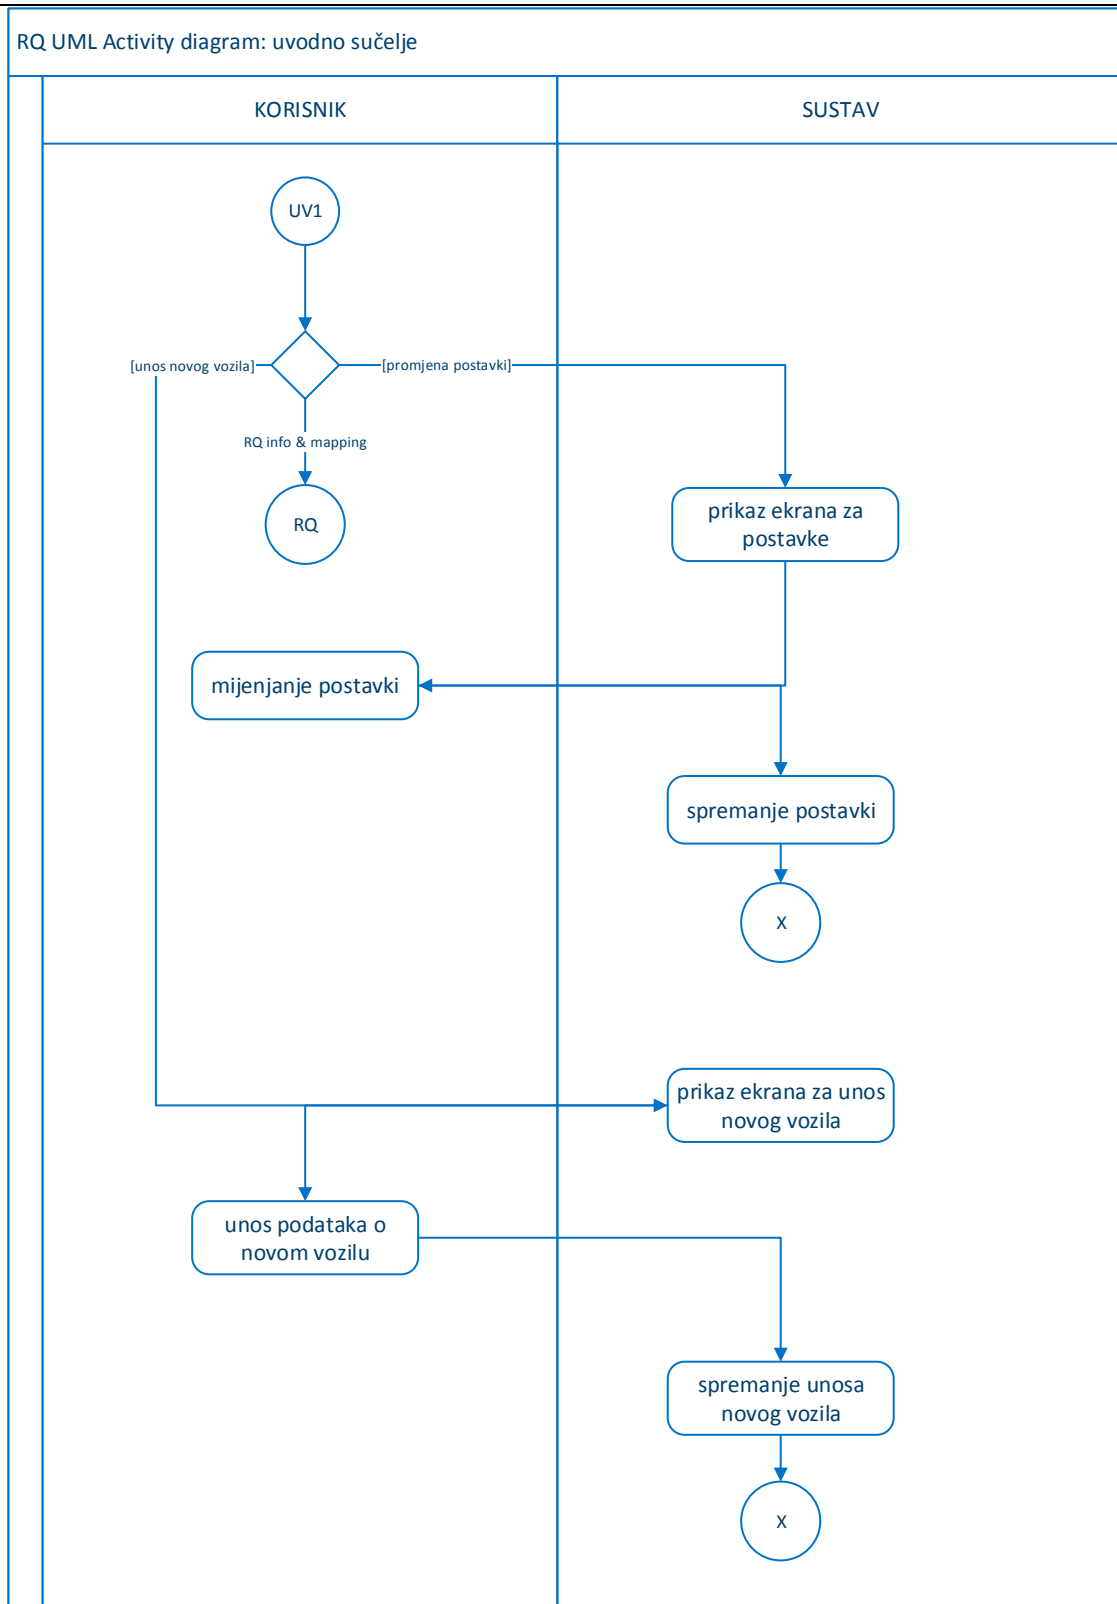 RQ UML Activity diagram: uvodno sučelje
KORISNIK
SUSTAV
UV1
[unos novog vozila]
[promjena postavki]
RQ info & mapping
RQ
prikaz ekrana za
postavke
mijenjanje postavki
spremanje postavki
X
prikaz ekrana za unos
novog vozila
unos podataka o
novom vozilu
spremanje unosa
novog vozila
X